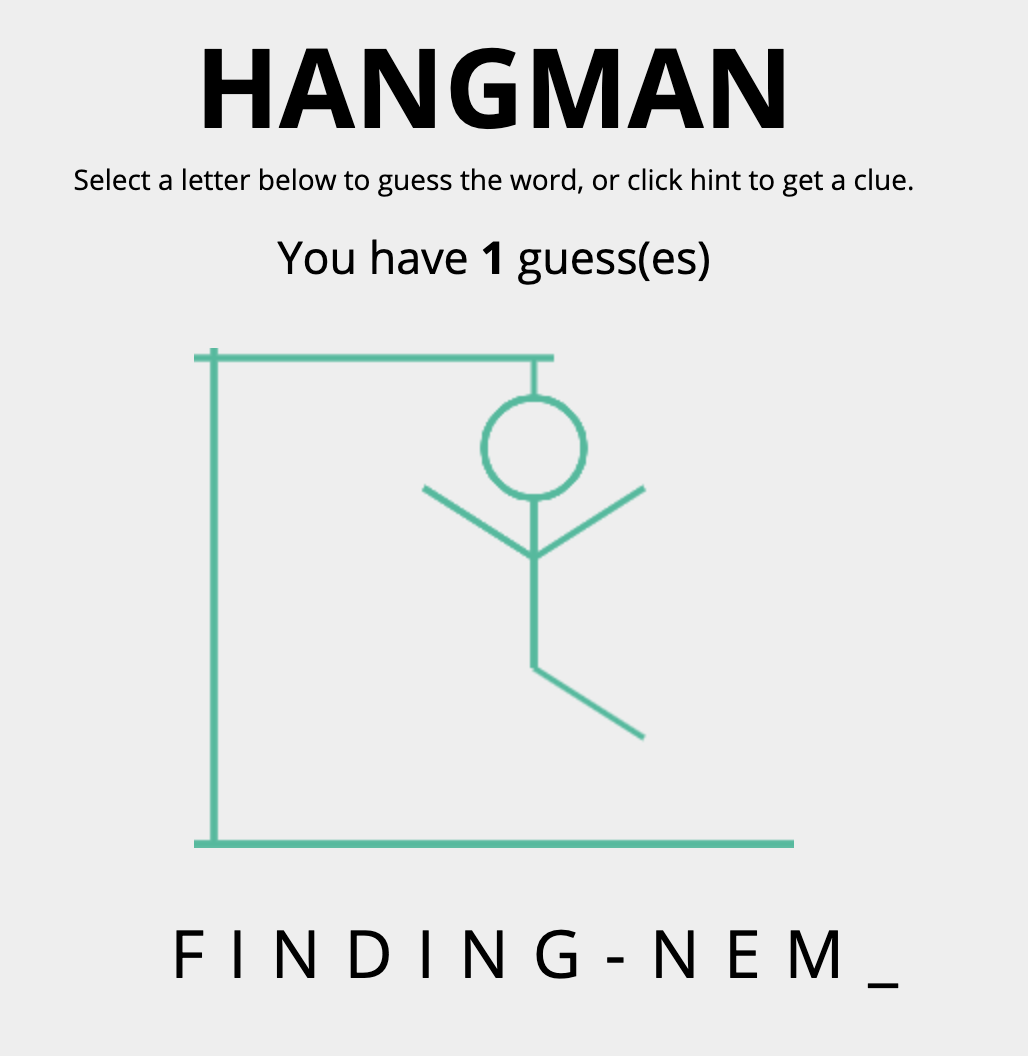 HANGMAN
Select a letter below to guess the word, or click hint to get a clue.
You have 1 guess(es)
F I N D I N G - N E M _